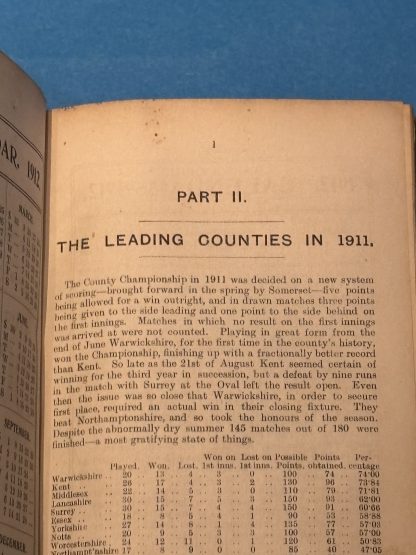 DAR, 1912
MARCH
JUNE
SEPTEMBER
DECEMBER
1
PART II.
THE LEADING COUNTIES IN 1911.
The County Championship in 1911 was decided on a new system
of scoring—brought forward in the spring by Somerset—five points
being allowed for a win outright, and in drawn matches three points
being given to the side leading and one point to the side behind on
the first innings. Matches in which no result on the first innings
was arrived at were not counted. Playing in great form from the
end of June Warwickshire, for the first time in the county's history,
won the Championship, finishing up with a fractionally better record
than Kent. So late as the 21st of August Kent seemed certain of
winning for the third year in succession, but a defeat by nine runs
in the match with Surrey at the Oval left the result open. Even
then the issue was so close that Warwickshire, in order to secure
first place, required an actual win in their closing fixture. They
beat Northamptonshire, and so took the honours of the season.
Despite the abnormally dry summer 145 matches out of 180 were
finished—a most gratifying state of things.
Won on Lost on Possible Points Per-
Played. Won. Lost. 1st inns. 1st inns. Points. obtained. centage
Warwickshire .. 20 .. 13 .. 4 .. 3 .. 0 .. 100 .. 74 .. 74·00
Kent .. .. 26 .. 17 .. 4 .. 3 .. 2 .. 130 .. 96 .. 73·84
Middlesex .. 22 .. 14 .. 5 .. 3 .. 0 .. 110 .. 79 .. 71·81
Lancashire .. 30 .. 15 .. 7 .. 5 .. 3 .. 150 .. 93 .. 62·00
Surrey .. 30 .. 15 .. 7 .. 4 .. 4 .. 150 .. 91 .. 60·66
Essex .. 18 .. 8 .. 5 .. 4 .. 1 .. 90 .. 53 .. 58·88
Yorkshire .. 27 .. 14 .. 8 .. 1 .. 4 .. 135 .. 77 .. 57·03
Notts .. 20 .. 9 .. 5 .. 3 .. 3 .. 100 .. 57 .. 57·00
Worcestershire .. 24 .. 12 .. 11 .. 0 .. 1 .. 120 .. 61 .. 50·83
Northampt'nshire 17 .. 8 .. 9 .. 0 .. 0 .. 85 .. 40 .. 47·05